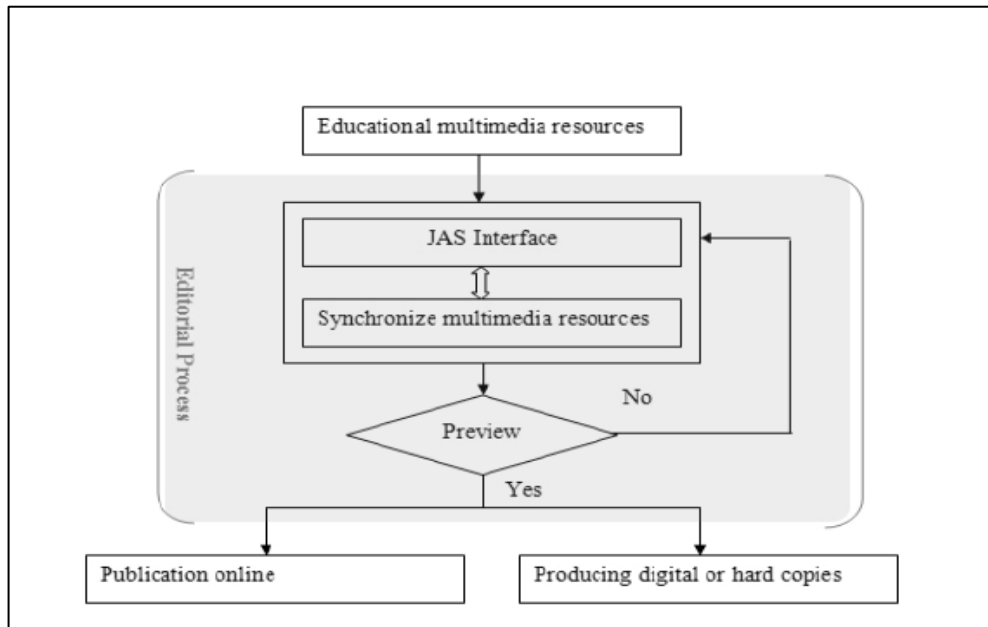 Educational multimedia resources
JAS Interface
Synchronize multimedia resources
Editorial Process
No
Preview
Yes
Publication online
Producing digital or hard copies